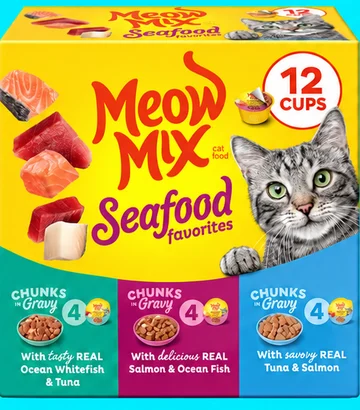 MeoW
MiX
cat
food
12
CUPS
Seafood
favorites
CHUNKS
IN Gravy
4
With tasty REAL
Ocean Whitefish
& Tuna
CHUNKS
IN Gravy
4
With delicious REAL
Salmon & Ocean Fish
CHUNKS
IN Gravy
4
With savory REAL
Tuna & Salmon